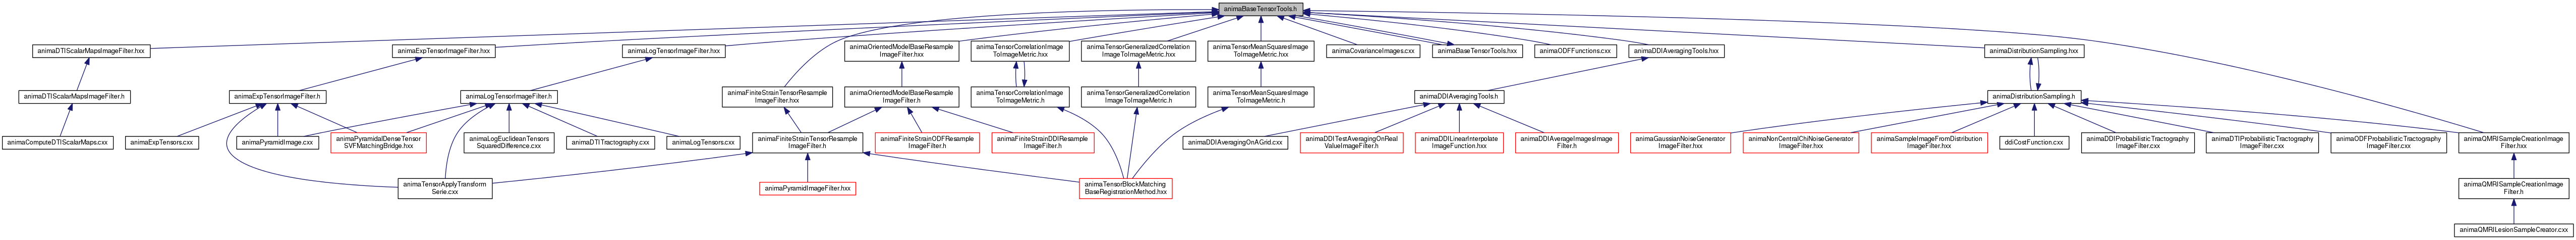 animaBaseTensorTools.h
animaDTIScalarMapsImageFilter.hxx
animaExpTensorImageFilter.hxx
animaLogTensorImageFilter.hxx
animaOrientedModelBaseResample
ImageFilter.hxx
animaTensorCorrelationImage
ToImageMetric.hxx
animaTensorGeneralizedCorrelation
ImageToImageMetric.hxx
animaTensorMeanSquaresImage
ToImageMetric.hxx
animaCovarianceImages.cxx
animaBaseTensorTools.hxx
animaODFFunctions.cxx
animaDDIAveragingTools.hxx
animaDistributionSampling.hxx
animaDTIScalarMapsImageFilter.h
animaExpTensorImageFilter.h
animaLogTensorImageFilter.h
animaFiniteStrainTensorResample
ImageFilter.hxx
animaOrientedModelBaseResample
ImageFilter.h
animaTensorCorrelationImage
ToImageMetric.h
animaTensorGeneralizedCorrelation
ImageToImageMetric.h
animaTensorMeanSquaresImage
ToImageMetric.h
animaDDIAveragingTools.h
animaDistributionSampling.h
animaComputeDTIScalarMaps.cxx
animaExpTensors.cxx
animaPyramidImage.cxx
animaPyramidalDenseTensor
SVFMatchingBridge.hxx
animaLogEuclideanTensors
SquaredDifference.cxx
animaDTITractography.cxx
animaLogTensors.cxx
animaFiniteStrainTensorResample
ImageFilter.h
animaFiniteStrainODFResample
ImageFilter.h
animaFiniteStrainDDIResample
ImageFilter.h
animaDDIAveragingOnAGrid.cxx
animaDDITestAveragingOnReal
ValueImageFilter.h
animaDDILinearInterpolate
ImageFunction.hxx
animaDDIAverageImagesImage
Filter.h
animaGaussianNoiseGenerator
ImageFilter.hxx
animaNonCentralChiNoiseGenerator
ImageFilter.hxx
animaSampleImageFromDistribution
ImageFilter.hxx
ddiCostFunction.cxx
animaDDIProbabilisticTractography
ImageFilter.cxx
animaDTIProbabilisticTractography
ImageFilter.cxx
animaODFProbabilisticTractography
ImageFilter.cxx
animaQMRISampleCreationImage
Filter.hxx
animaTensorApplyTransform
Serie.cxx
animaPyramidImageFilter.hxx
animaTensorBlockMatching
BaseRegistrationMethod.hxx
animaQMRISampleCreationImage
Filter.h
animaQMRILesionSampleCreator.cxx